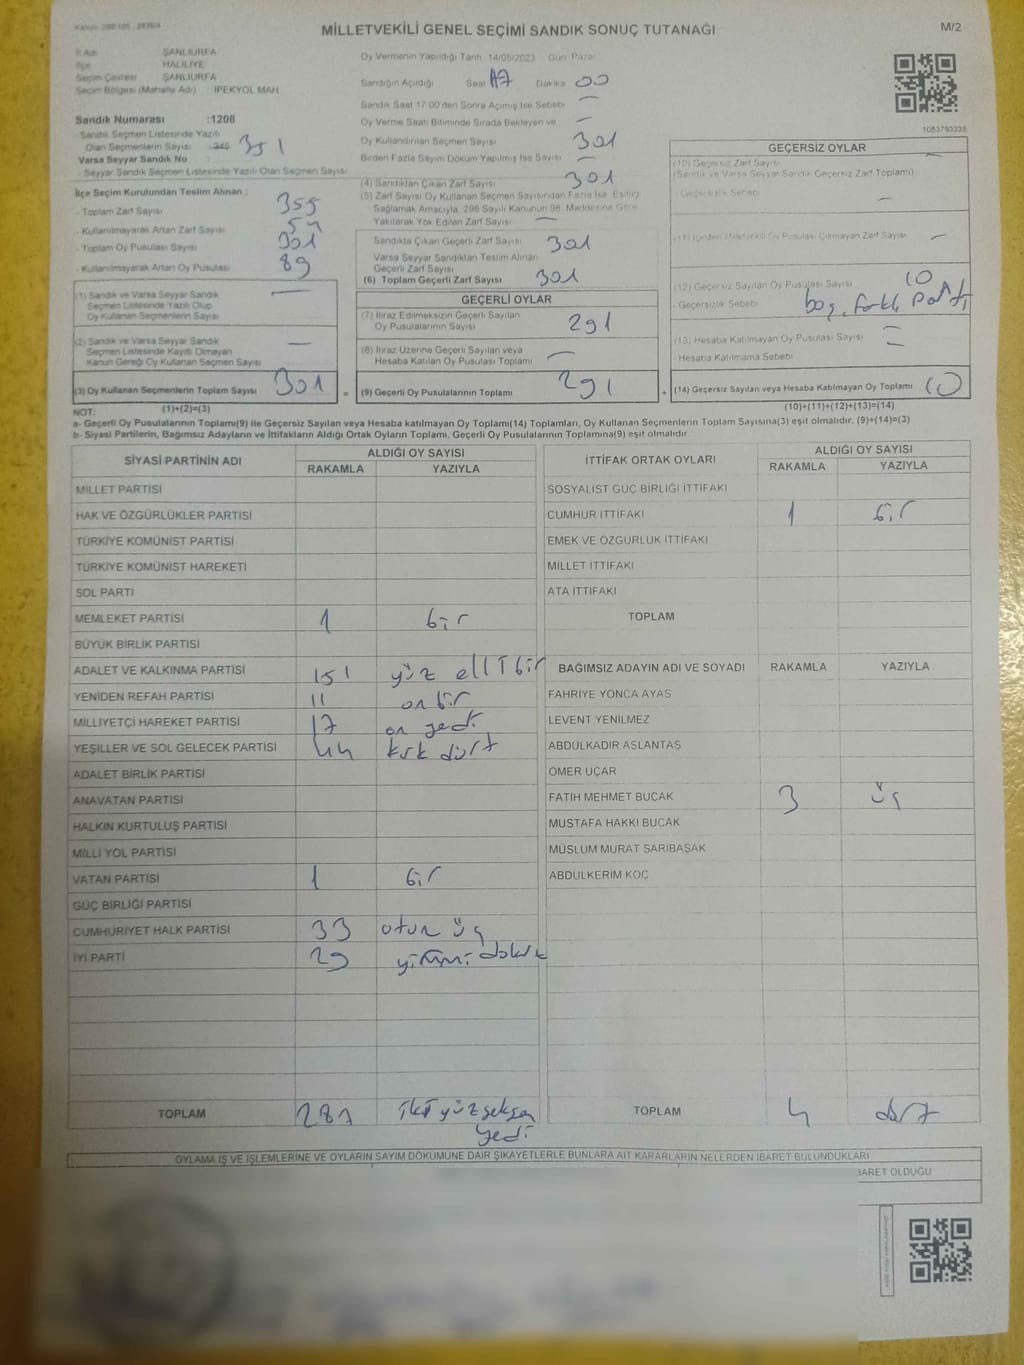 MİLLETVEKİLİ GENEL SEÇİMİ SANDIK SONUÇ TUTANAĞI
M/2
İl Adı ŞANLIURFA
İlçe HALİLİYE
Seçim Çevresi ŞANLIURFA
Seçim Bölgesi (Mahalle Adı) İPEKYOL MAH
Sandık Numarası :1208
Sandık Seçmen Listesinde Yazılı
Olan Seçmenlerin Sayısı 351
Varsa Seyyar Sandık No
- Seyyar Sandık Seçmen Listesinde Yazılı Olan Seçmen Sayısı
İlçe Seçim Kurulundan Teslim Alınan :
- Toplam Zarf Sayısı 355
- Kullanılmayarak Artan Zarf Sayısı 54
- Toplam Oy Pusulası Sayısı
- Kullanılmayarak Artan Oy Pusulası 89
(1) Sandık ve Varsa Seyyar Sandık
Seçmen Listesinde Yazılı Olup
Oy Kullanan Seçmenlerin Sayısı —
(2) Sandık ve Varsa Seyyar Sandık
Seçmen Listesinde Kayıtlı Olmayan
Kanun Gereği Oy Kullanan Seçmen Sayısı —
(3) Oy Kullanan Seçmenlerin Toplam Sayısı 301
Oy Vermenin Yapıldığı Tarih 14/05/2023 Gün Pazar
Sandığın Açıldığı Saat 17 Dakika 00
Sandık Saat 17:00'den Sonra Açımış İse Sebebi —
Oy Verme Saati Bitiminde Sırada Bekleyen ve —
Oy Kullandırılan Seçmen Sayısı 301
Birden Fazla Sayım Döküm Yapılmış İse Sayısı —
(4) Sandıktan Çıkan Zarf Sayısı 301
(5) Zarf Sayısı Oy Kullanan Seçmen Sayısından Fazla İse, Eşitliği
Sağlamak Amacıyla, 298 Sayılı Kanunun 98. Maddesine Göre
Yakılarak Yok Edilen Zarf Sayısı —
Sandıkta Çıkan Geçerli Zarf Sayısı 301
Varsa Seyyar Sandıktan Teslim Alınan
Geçerli Zarf Sayısı
(6) Toplam Geçerli Zarf Sayısı 301
GEÇERLİ OYLAR
(7) İtiraz Edilmeksizin Geçerli Sayılan
Oy Pusulalarının Sayısı 291
(8) İtiraz Üzerine Geçerli Sayılan veya
Hesaba Katılan Oy Pusulası Toplamı —
(9) Geçerli Oy Pusulalarının Toplamı 291
1083793335
GEÇERSİZ OYLAR
(10) Geçersiz Zarf Sayısı —
(Sandık ve Varsa Seyyar Sandık Geçersiz Zarf Toplamı)
- Geçersizlik Sebebi —
(11) İçinden Milletvekili Oy Pusulası Çıkmayan Zarf Sayısı —
(12) Geçersiz Sayılan Oy Pusulası Sayısı 10
- Geçersizlik Sebebi boş, farklı parti
(13) Hesaba Katılmayan Oy Pusulası Sayısı —
Hesaba Katılmama Sebebi —
(14) Geçersiz Sayılan veya Hesaba Katılmayan Oy Toplamı 10
NOT: (1)+(2)=(3) (10)+(11)+(12)+(13)=(14)
a- Geçerli Oy Pusulalarının Toplamı(9) ile Geçersiz Sayılan veya Hesaba katılmayan Oy Toplamı(14) Toplamları, Oy Kullanan Seçmenlerin Toplam Sayısına(3) eşit olmalıdır. (9)+(14)=(3)
b- Siyasi Partilerin, Bağımsız Adayların ve İttifakların Aldığı Ortak Oyların Toplamı, Geçerli Oy Pusulalarının Toplamına(9) eşit olmalıdır
SİYASİ PARTİNİN ADI ALDIĞI OY SAYISI
RAKAMLA YAZIYLA
MİLLET PARTİSİ
HAK VE ÖZGÜRLÜKLER PARTİSİ
TÜRKİYE KOMÜNİST PARTİSİ
TÜRKİYE KOMÜNİST HAREKETİ
SOL PARTİ
MEMLEKET PARTİSİ 1 bir
BÜYÜK BİRLİK PARTİSİ
ADALET VE KALKINMA PARTİSİ 151 yüz elli bir
YENİDEN REFAH PARTİSİ 11 on bir
MİLLİYETÇİ HAREKET PARTİSİ 17 on yedi
YEŞİLLER VE SOL GELECEK PARTİSİ 44 kırk dört
ADALET BİRLİK PARTİSİ
ANAVATAN PARTİSİ
HALKIN KURTULUŞ PARTİSİ
MİLLİ YOL PARTİSİ
VATAN PARTİSİ 1 bir
GÜÇ BİRLİĞİ PARTİSİ
CUMHURİYET HALK PARTİSİ 33 otuz üç
İYİ PARTİ 29 yirmi dokuz
TOPLAM 287 iki yüz seksen
yedi
İTTİFAK ORTAK OYLARI ALDIĞI OY SAYISI
RAKAMLA YAZIYLA
SOSYALİST GÜÇ BİRLİĞİ İTTİFAKI
CUMHUR İTTİFAKI 1 bir
EMEK VE ÖZGÜRLÜK İTTİFAKI
MİLLET İTTİFAKI
ATA İTTİFAKI
TOPLAM
BAĞIMSIZ ADAYIN ADI VE SOYADI RAKAMLA YAZIYLA
FAHRİYE YONCA AYAS
LEVENT YENİLMEZ
ABDULKADIR ASLANTAŞ
ÖMER UÇAR
FATİH MEHMET BUCAK 3 üç
MUSTAFA HAKKI BUCAK
MÜSLÜM MURAT SARIBAŞAK
ABDULKERİM KOÇ
TOPLAM 4 dört
OYLAMA İŞ VE İŞLEMLERİNE VE OYLARIN SAYIM DÖKÜMÜNE DAİR ŞİKAYETLERLE BUNLARA AİT KARARLARIN NELERDEN İBARET BULUNDUKLARI
İBARET OLDUĞU